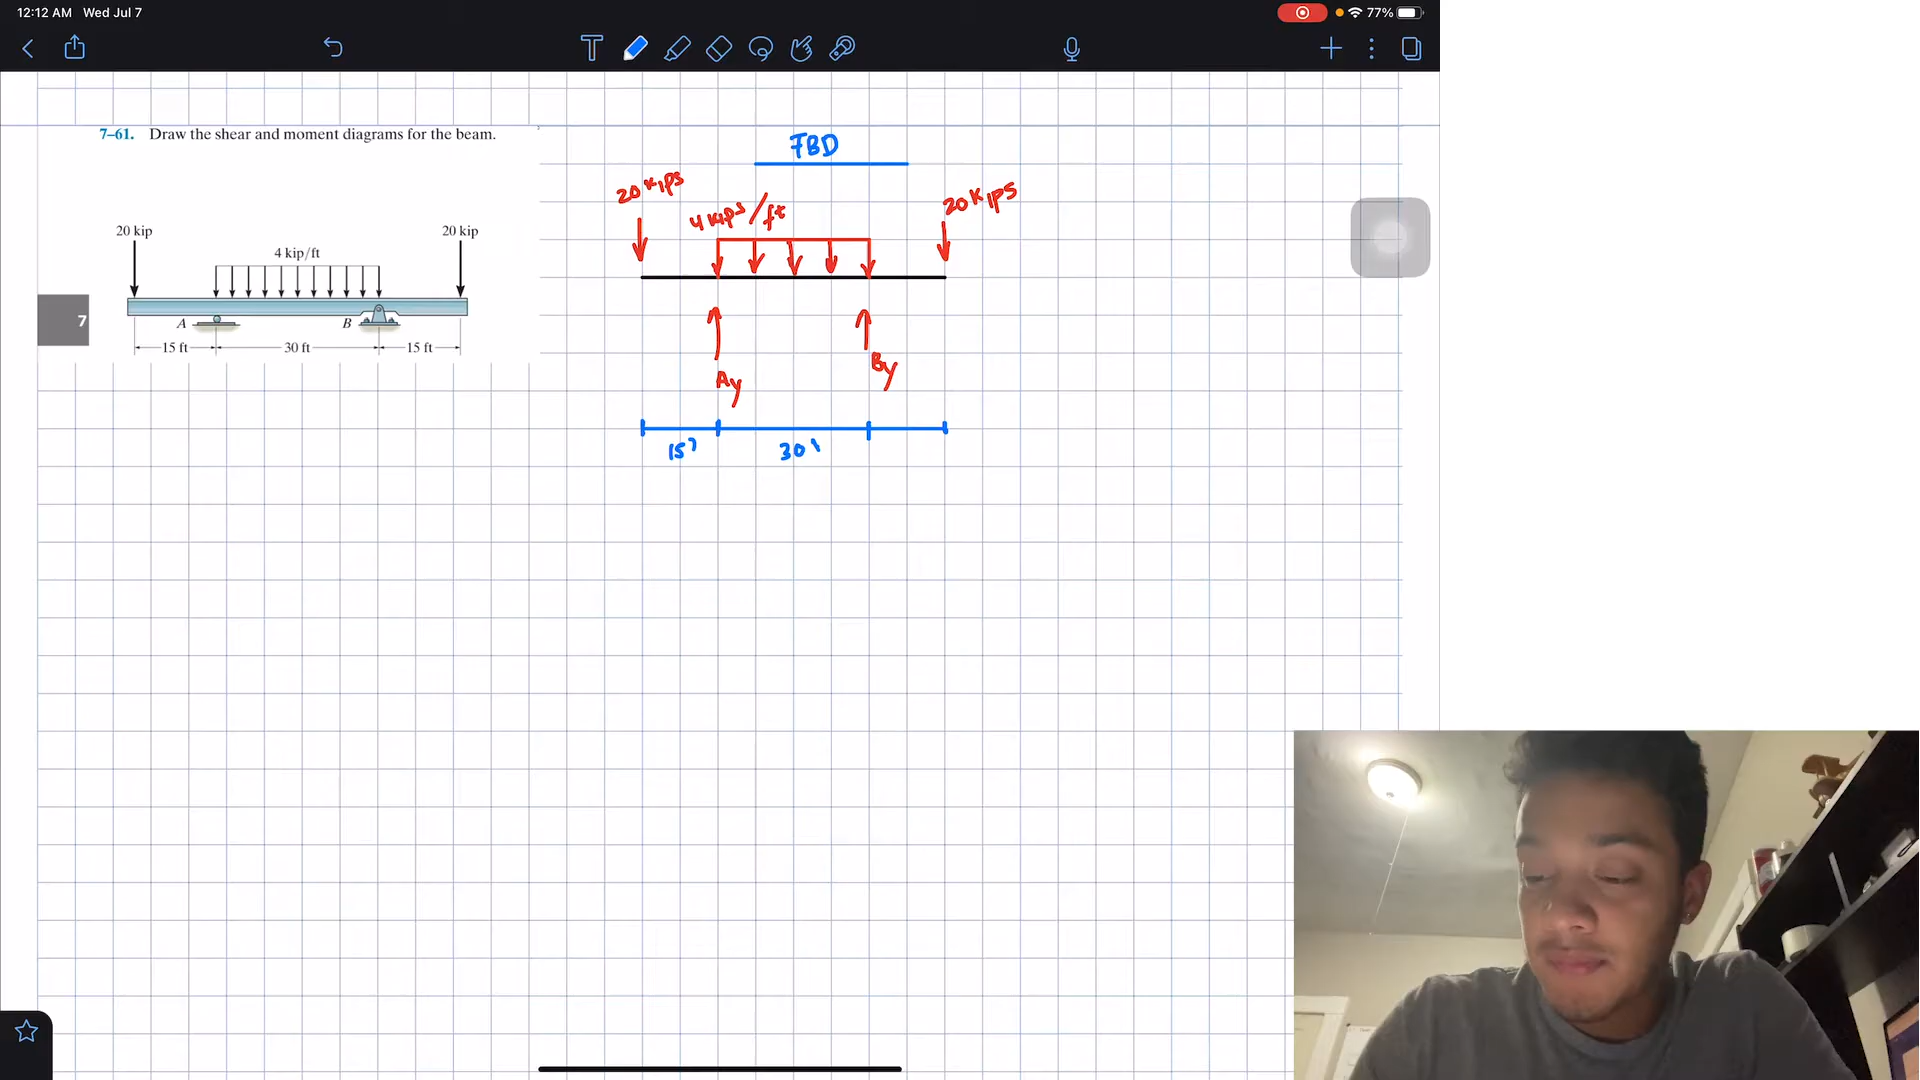 12:12 AM Wed Jul 7
77%
7–61. Draw the shear and moment diagrams for the beam.
20 kip
20 kip
4 kip/ft
A
B
15 ft
30 ft
15 ft
7
FBD
20 kips
4 kips/ft
20 kips
Ay
By
15'
30'